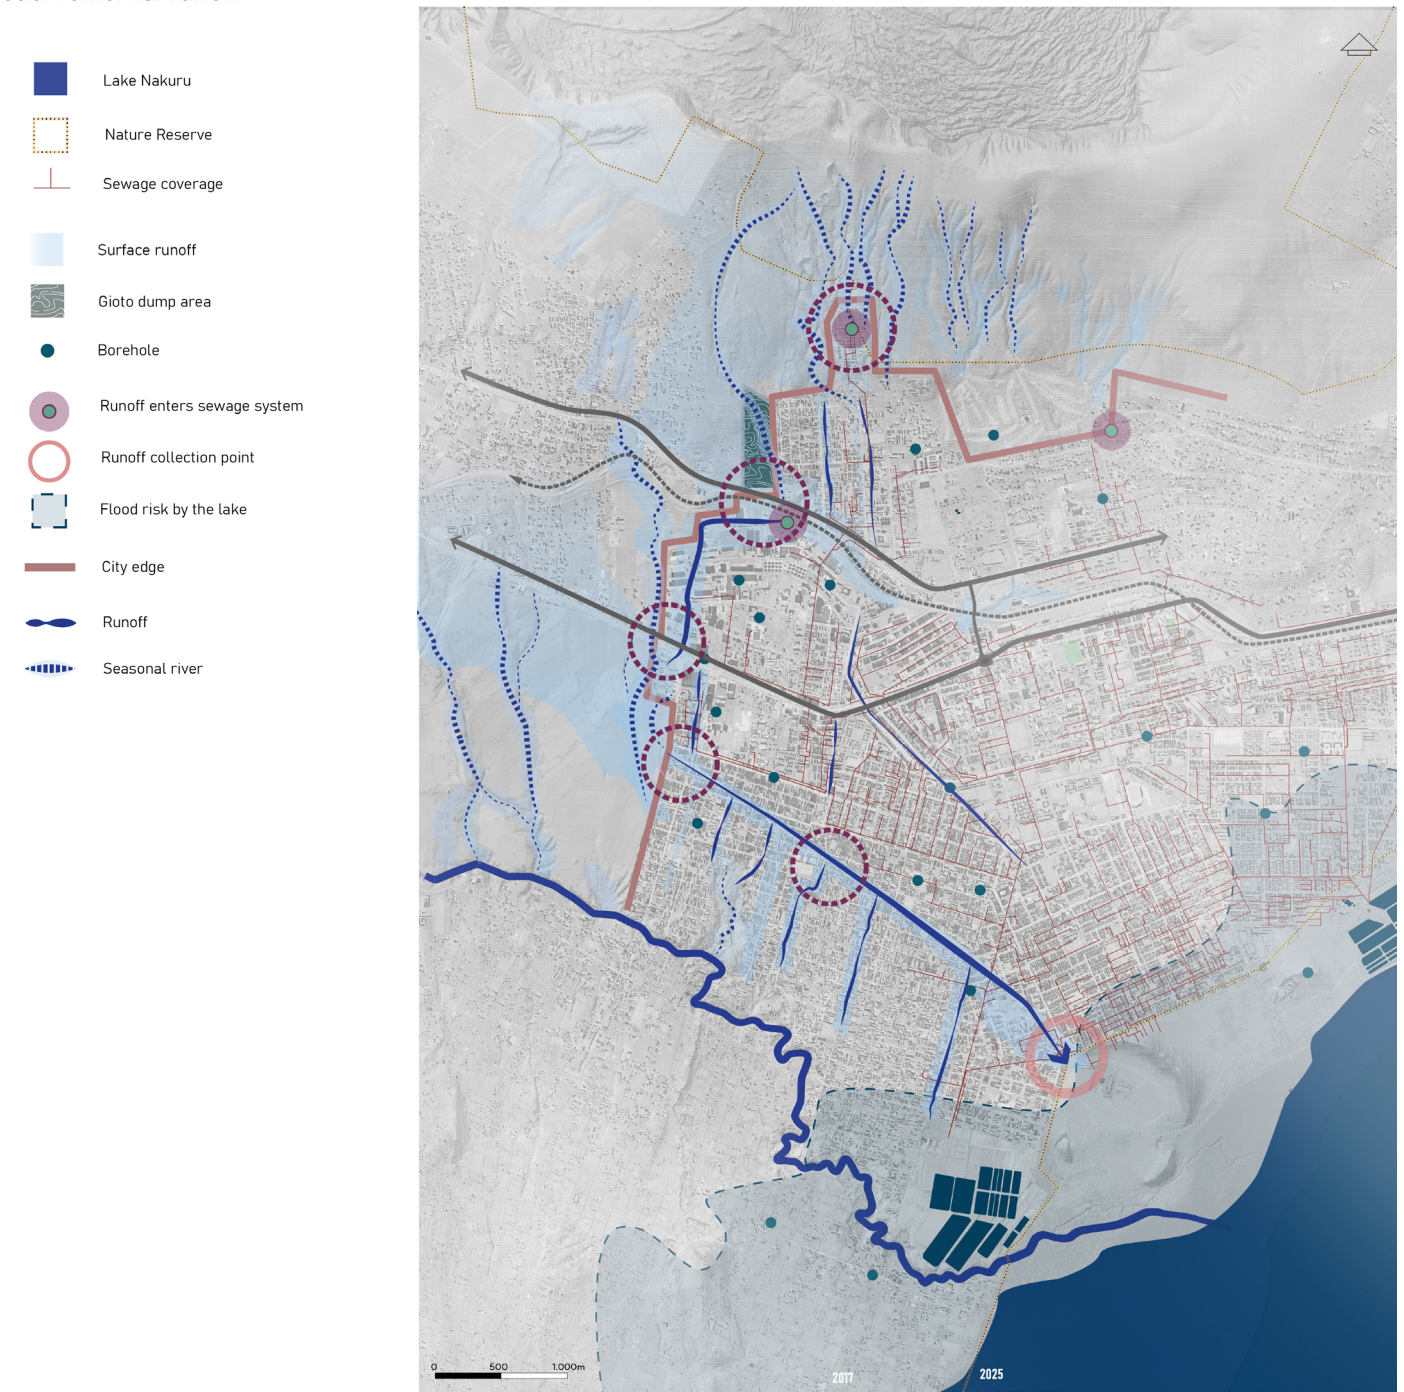 Lake Nakuru
Nature Reserve
Sewage coverage
Surface runoff
Gioto dump area
Borehole
Runoff enters sewage system
Runoff collection point
Flood risk by the lake
City edge
Runoff
Seasonal river
0 500 1.000m
2017
2025